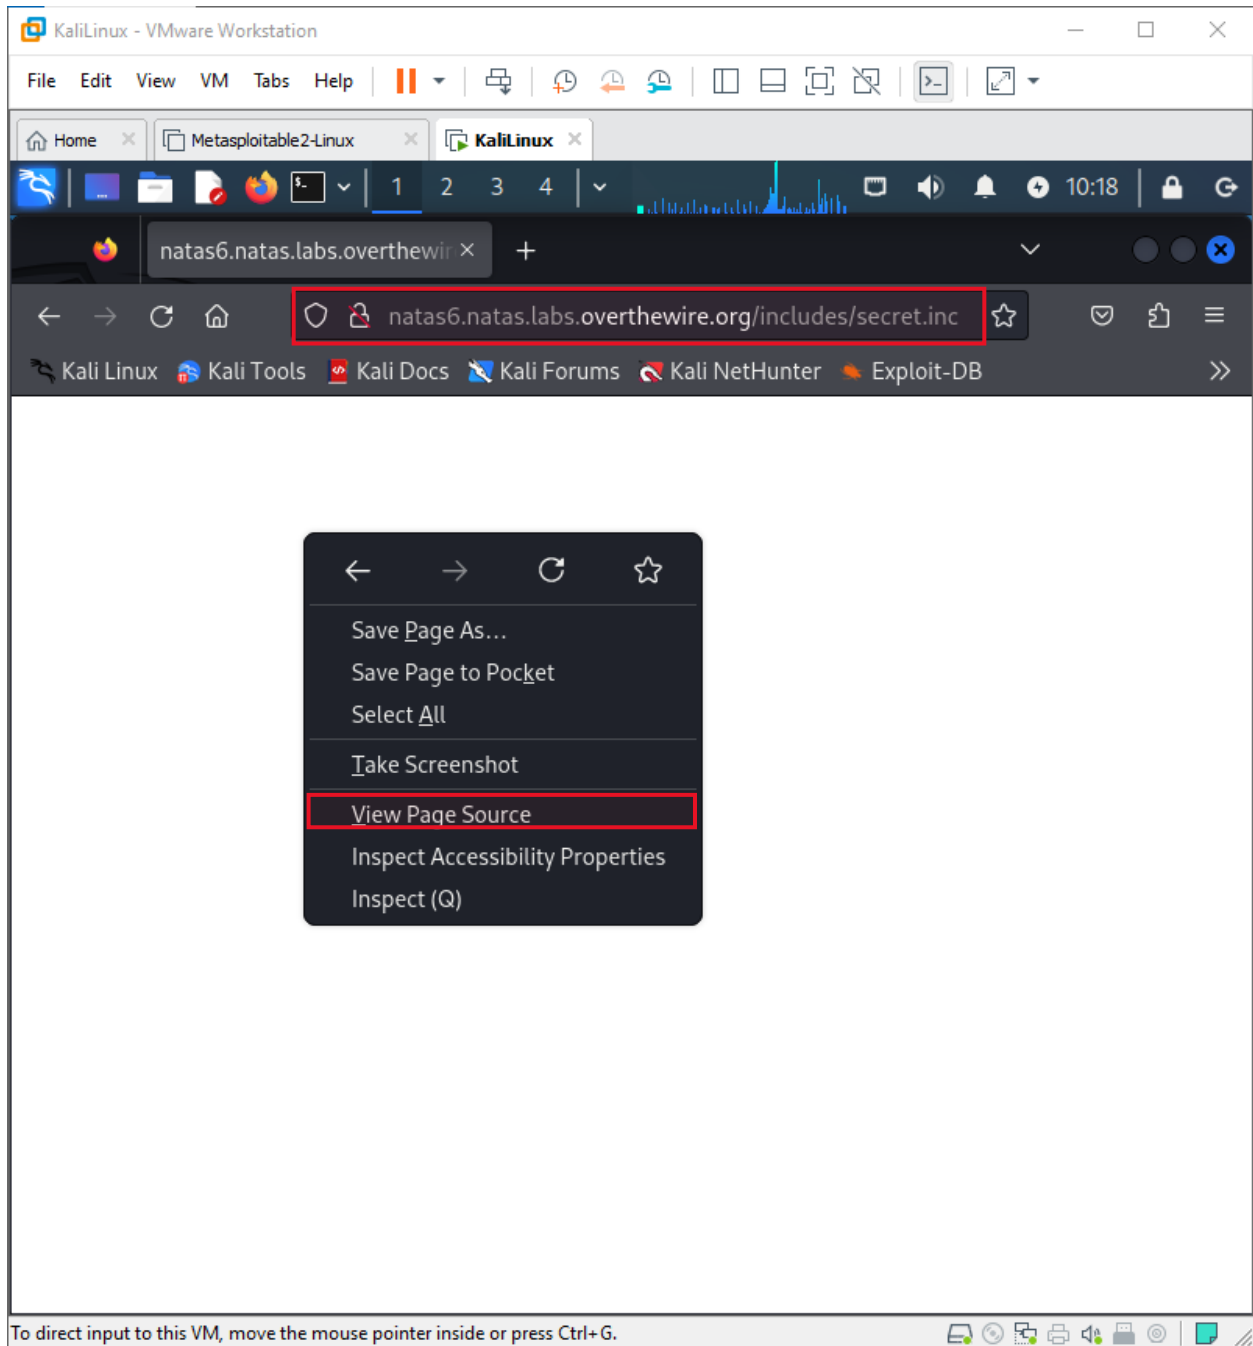 KaliLinux - VMware Workstation
File Edit View VM Tabs Help
Home Metasploitable2-Linux KaliLinux
1 2 3 4 10:18
natas6.natas.labs.overthewir
natas6.natas.labs.overthewire.org/includes/secret.inc
Kali Linux Kali Tools Kali Docs Kali Forums Kali NetHunter Exploit-DB
Save Page As...
Save Page to Pocket
Select All
Take Screenshot
View Page Source
Inspect Accessibility Properties
Inspect (Q)
To direct input to this VM, move the mouse pointer inside or press Ctrl+G.